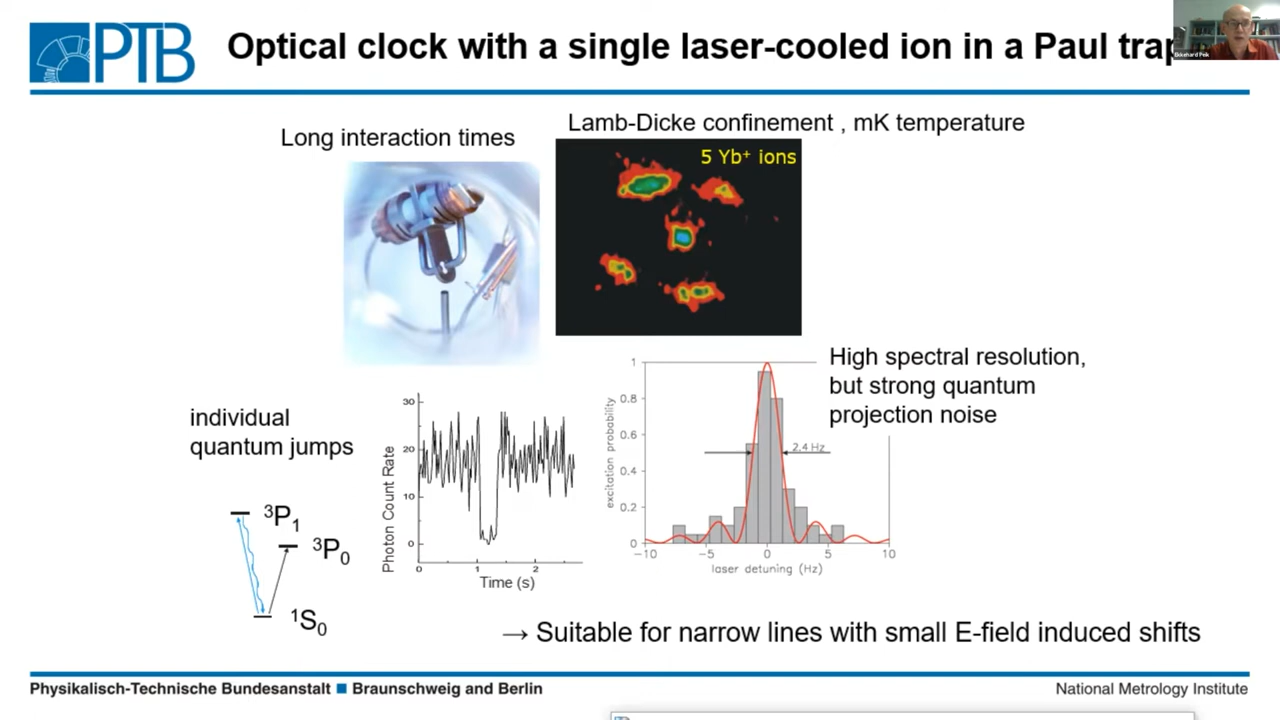 PTB
Optical clock with a single laser-cooled ion in a Paul trap
Ekkehard Peik
Long interaction times
Lamb-Dicke confinement , mK temperature
5 Yb⁺ ions
High spectral resolution,
but strong quantum
projection noise
individual
quantum jumps
³P₁
³P₀
¹S₀
Photon Count Rate
30
20
10
0
0
1
2
Time (s)
excitation probability
1
0.8
0.6
0.4
0.2
0
2.4 Hz
−10
−5
0
5
10
laser detuning (Hz)
→ Suitable for narrow lines with small E-field induced shifts
Physikalisch-Technische Bundesanstalt ■ Braunschweig and Berlin
National Metrology Institute